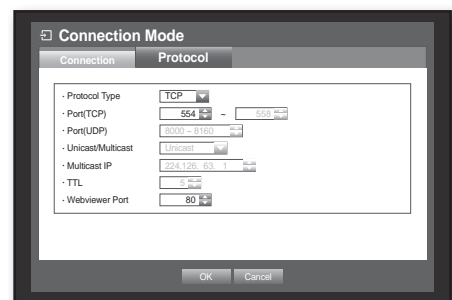 Connection Mode
Connection Protocol
· Protocol Type TCP
· Port(TCP) 554 ~ 558
· Port(UDP) 8000 ~ 8160
· Unicast/Multicast Unicast
· Multicast IP 224.126. 63. 1
· TTL 5
· Webviewer Port 80
OK Cancel